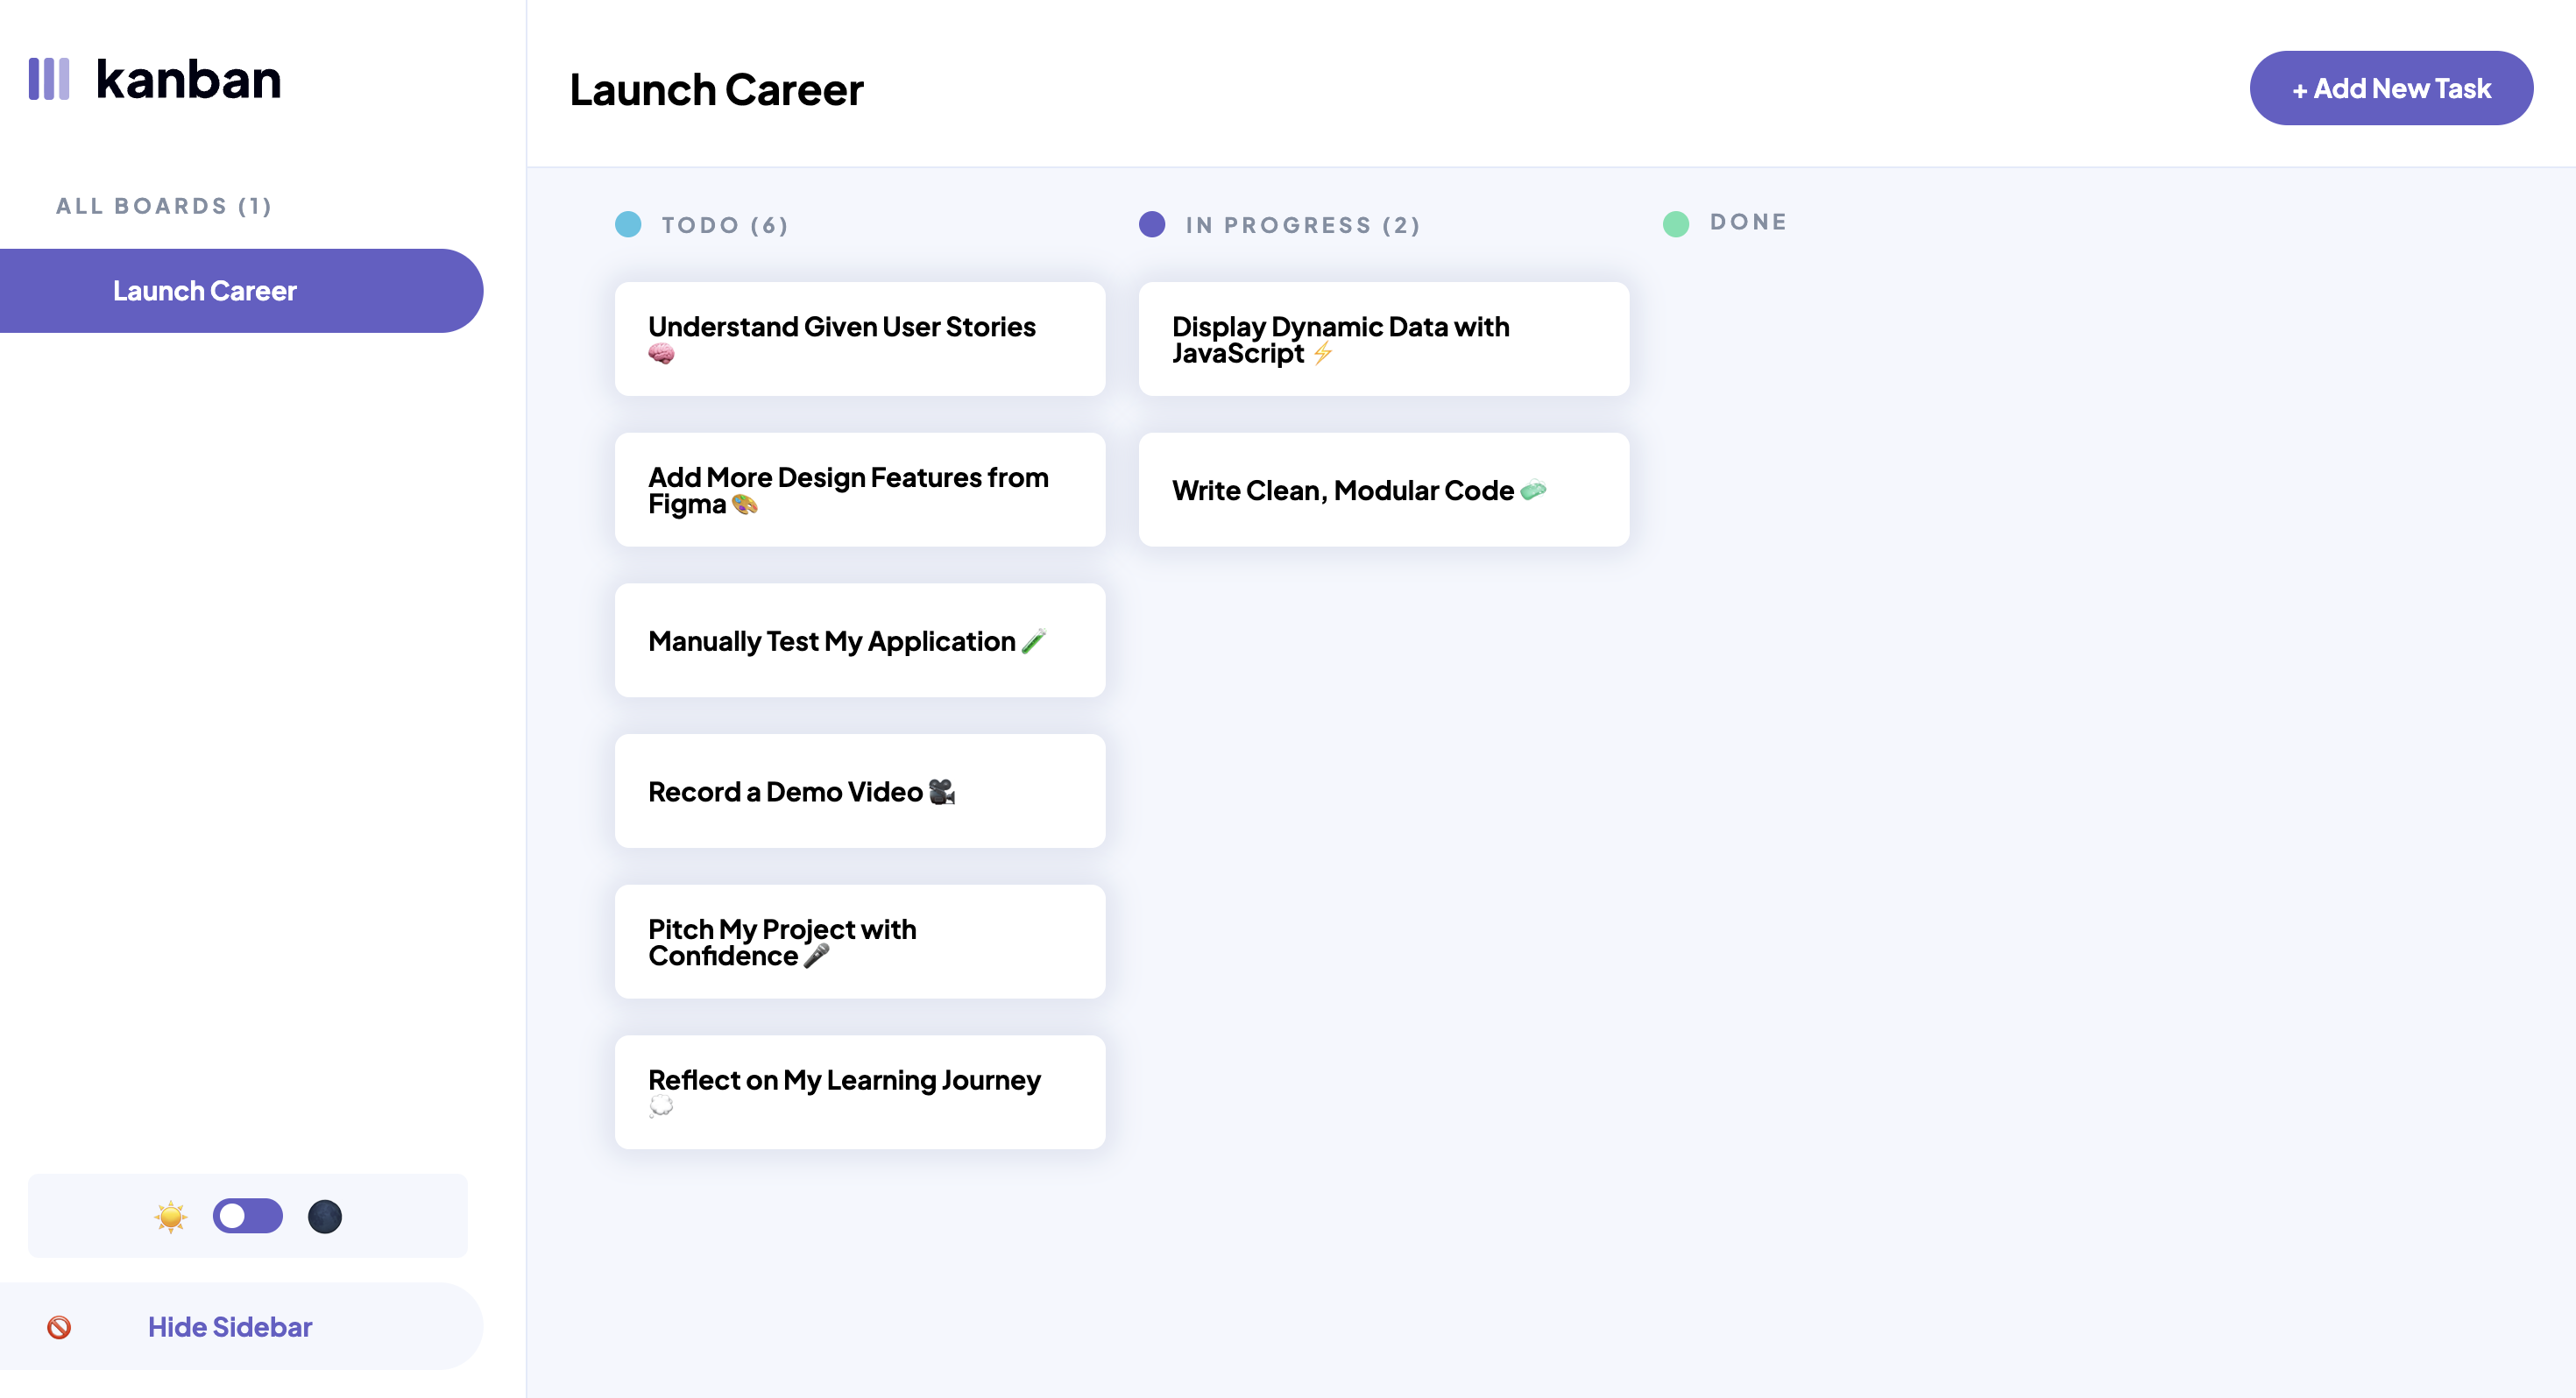 kanban
ALL BOARDS (1)
Launch Career
Hide Sidebar
Launch Career
+ Add New Task
TODO (6)
Understand Given User Stories
🧠
Add More Design Features from
Figma 🎨
Manually Test My Application 🧪
Record a Demo Video 🎥
Pitch My Project with
Confidence 🎤
Reflect on My Learning Journey
💭
IN PROGRESS (2)
Display Dynamic Data with
JavaScript ⚡
Write Clean, Modular Code 🧼
DONE